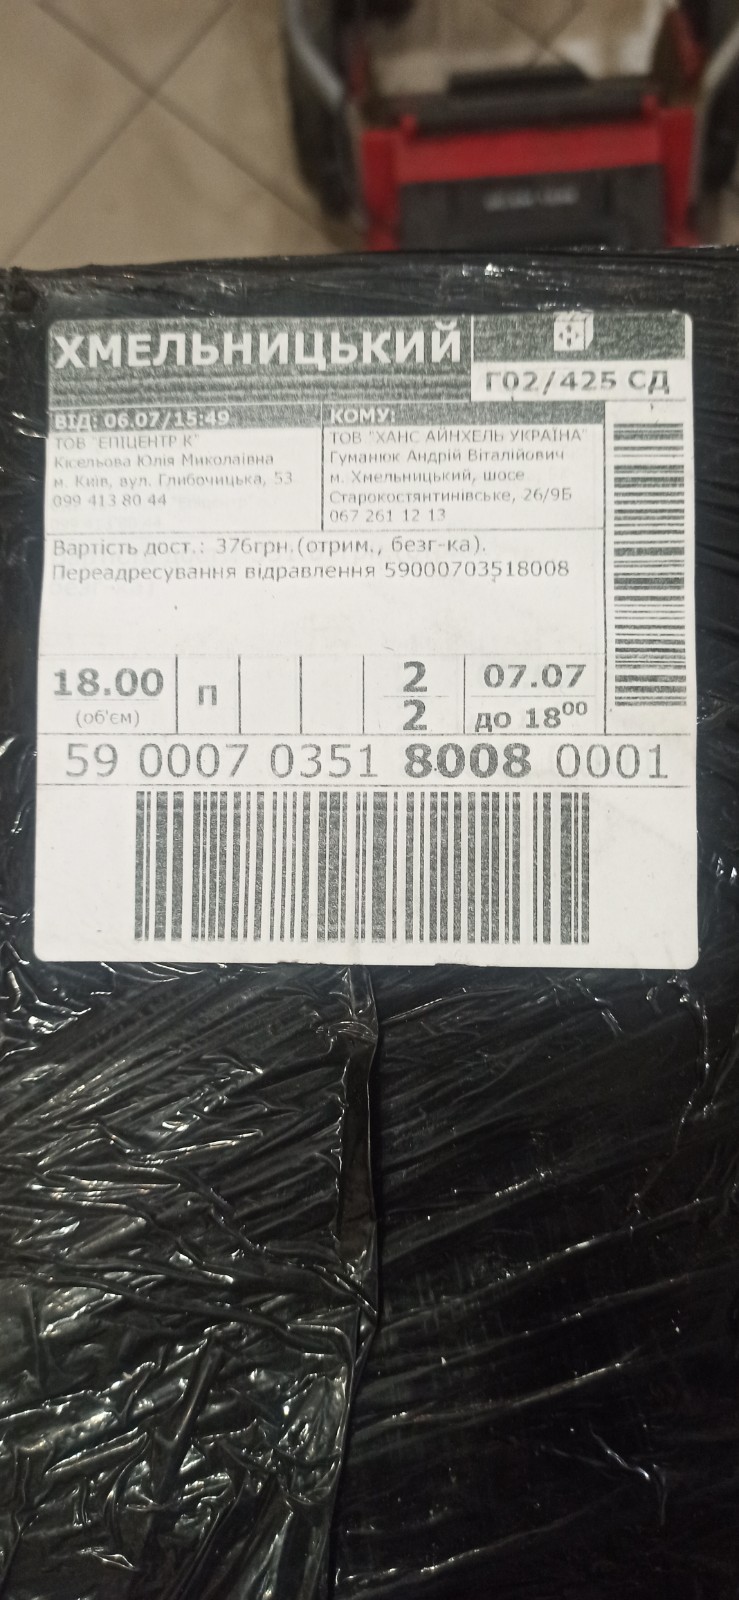 ХМЕЛЬНИЦЬКИЙ
Г02/425 СД
ВІД: 06.07/15:49
ТОВ "ЕПІЦЕНТР К"
Кісельова Юлія Миколаївна
м. Київ, вул. Глибочицька, 53
099 413 80 44
КОМУ:
ТОВ "ХАНС АЙНХЕЛЬ УКРАЇНА"
Гуманюк Андрій Віталійович
м. Хмельницький, шосе
Старокостянтинівське, 26/9Б
067 261 12 13
Вартість дост.: 376грн.(отрим., безг-ка).
Переадресування відравлення 59000703518008
18.00
(об'єм)
П
2
2
07.07
до 18⁰⁰
59 0007 0351 8008 0001